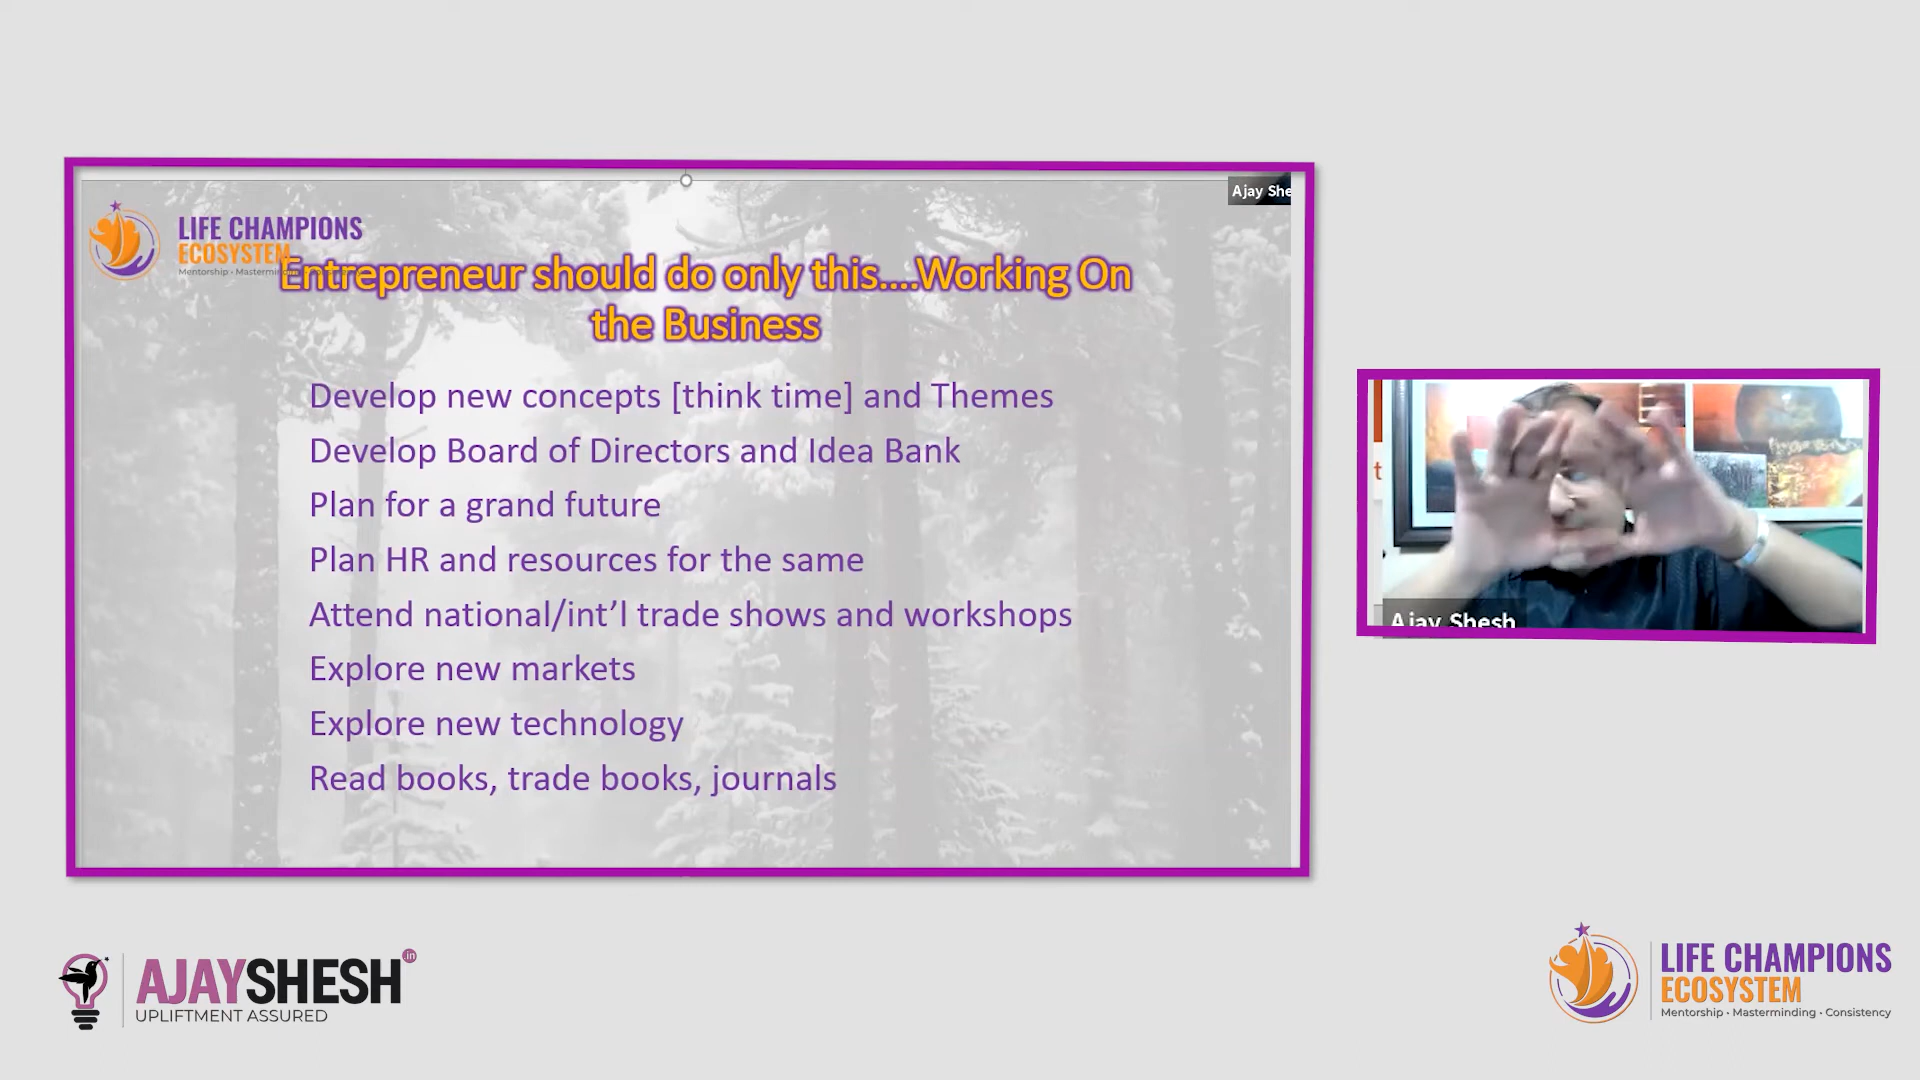 Ajay She
LIFE CHAMPIONS
ECOSYSTEM
Entrepreneur should do only this....Working On
the Business
Develop new concepts [think time] and Themes
Develop Board of Directors and Idea Bank
Plan for a grand future
Plan HR and resources for the same
Attend national/int’l trade shows and workshops
Explore new markets
Explore new technology
Read books, trade books, journals
t
Ajay Shesh
AJAYSHESH in
UPLIFTMENT ASSURED
LIFE CHAMPIONS
ECOSYSTEM
Mentorship • Masterminding • Consistency